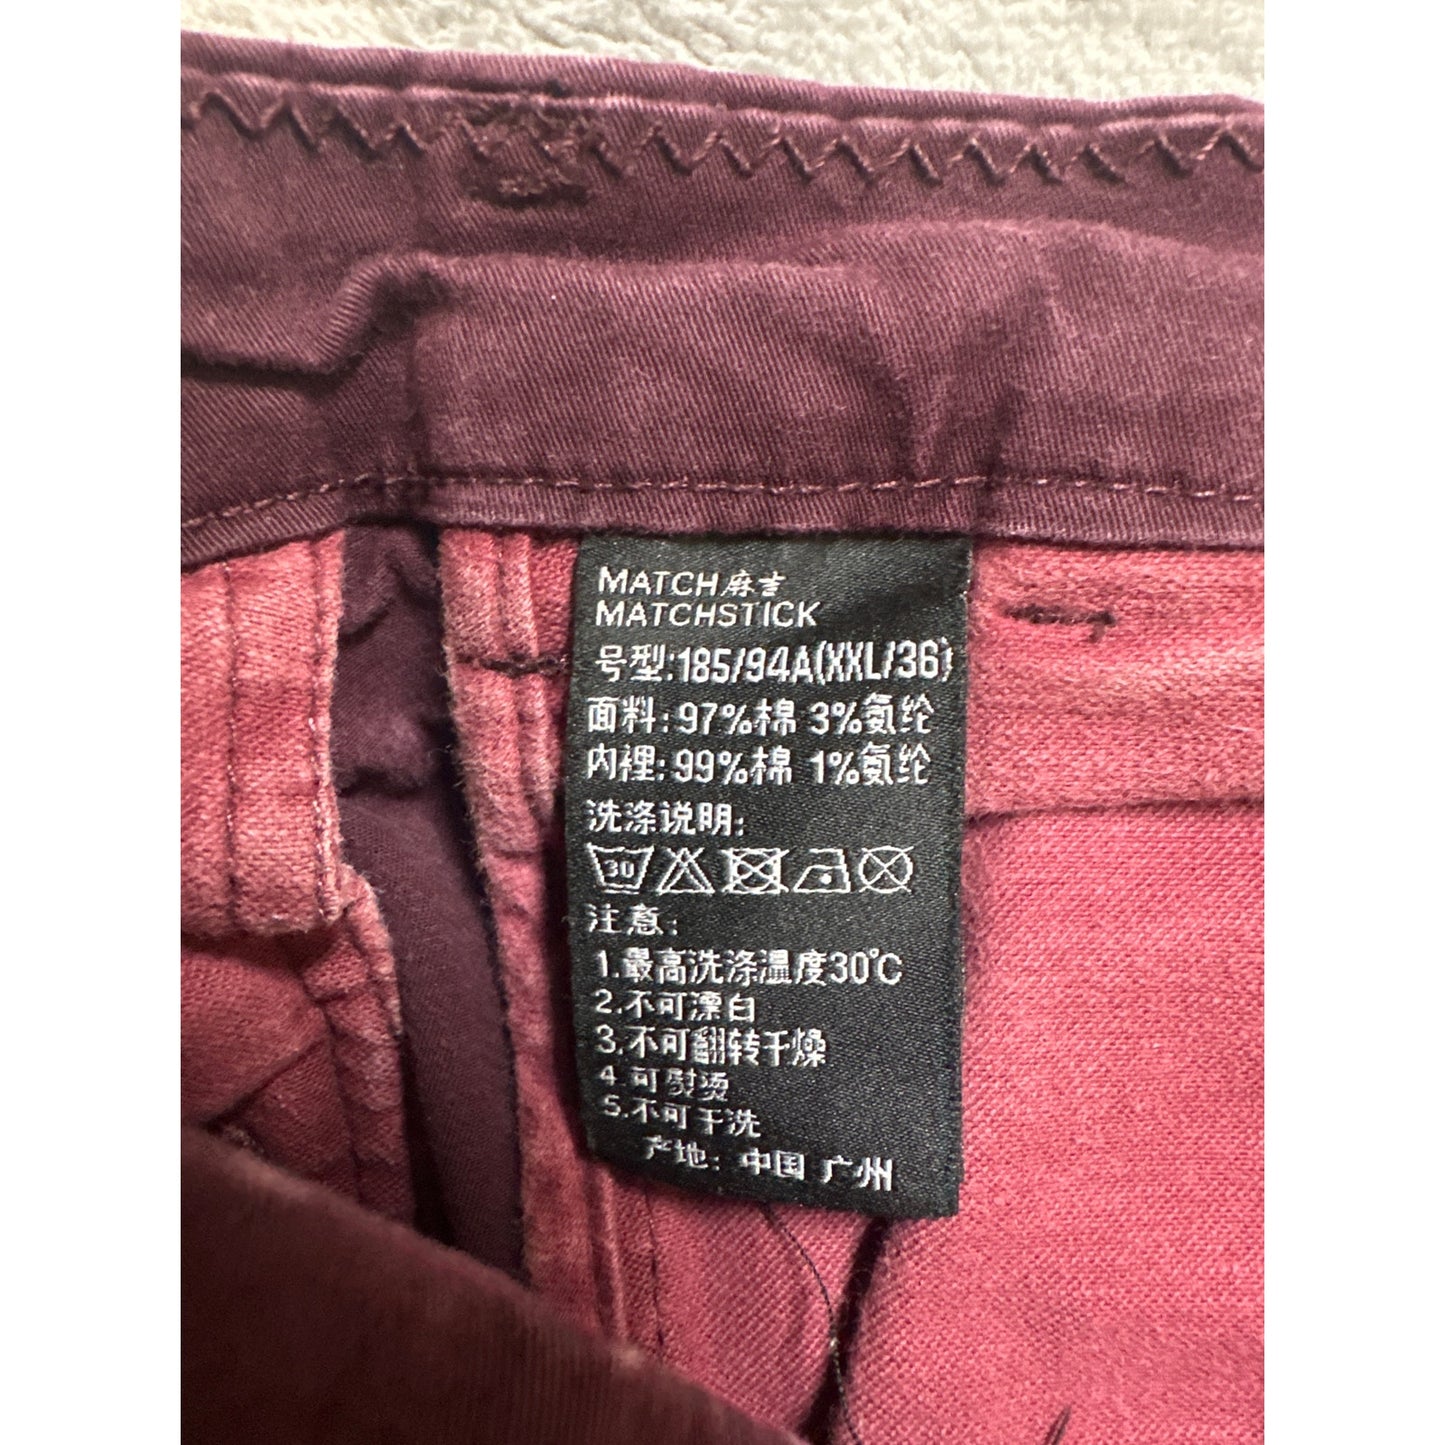 MATCH麻吉
MATCHSTICK
号型:185/94A(XXL/36)
面料:97%棉 3%氨纶
内裡:99%棉 1%氨纶
洗涤说明:
30
注意:
1.最高洗涤温度30℃
2.不可漂白
3.不可翻转干燥
4.可熨烫
5.不可干洗
产地: 中国 广州